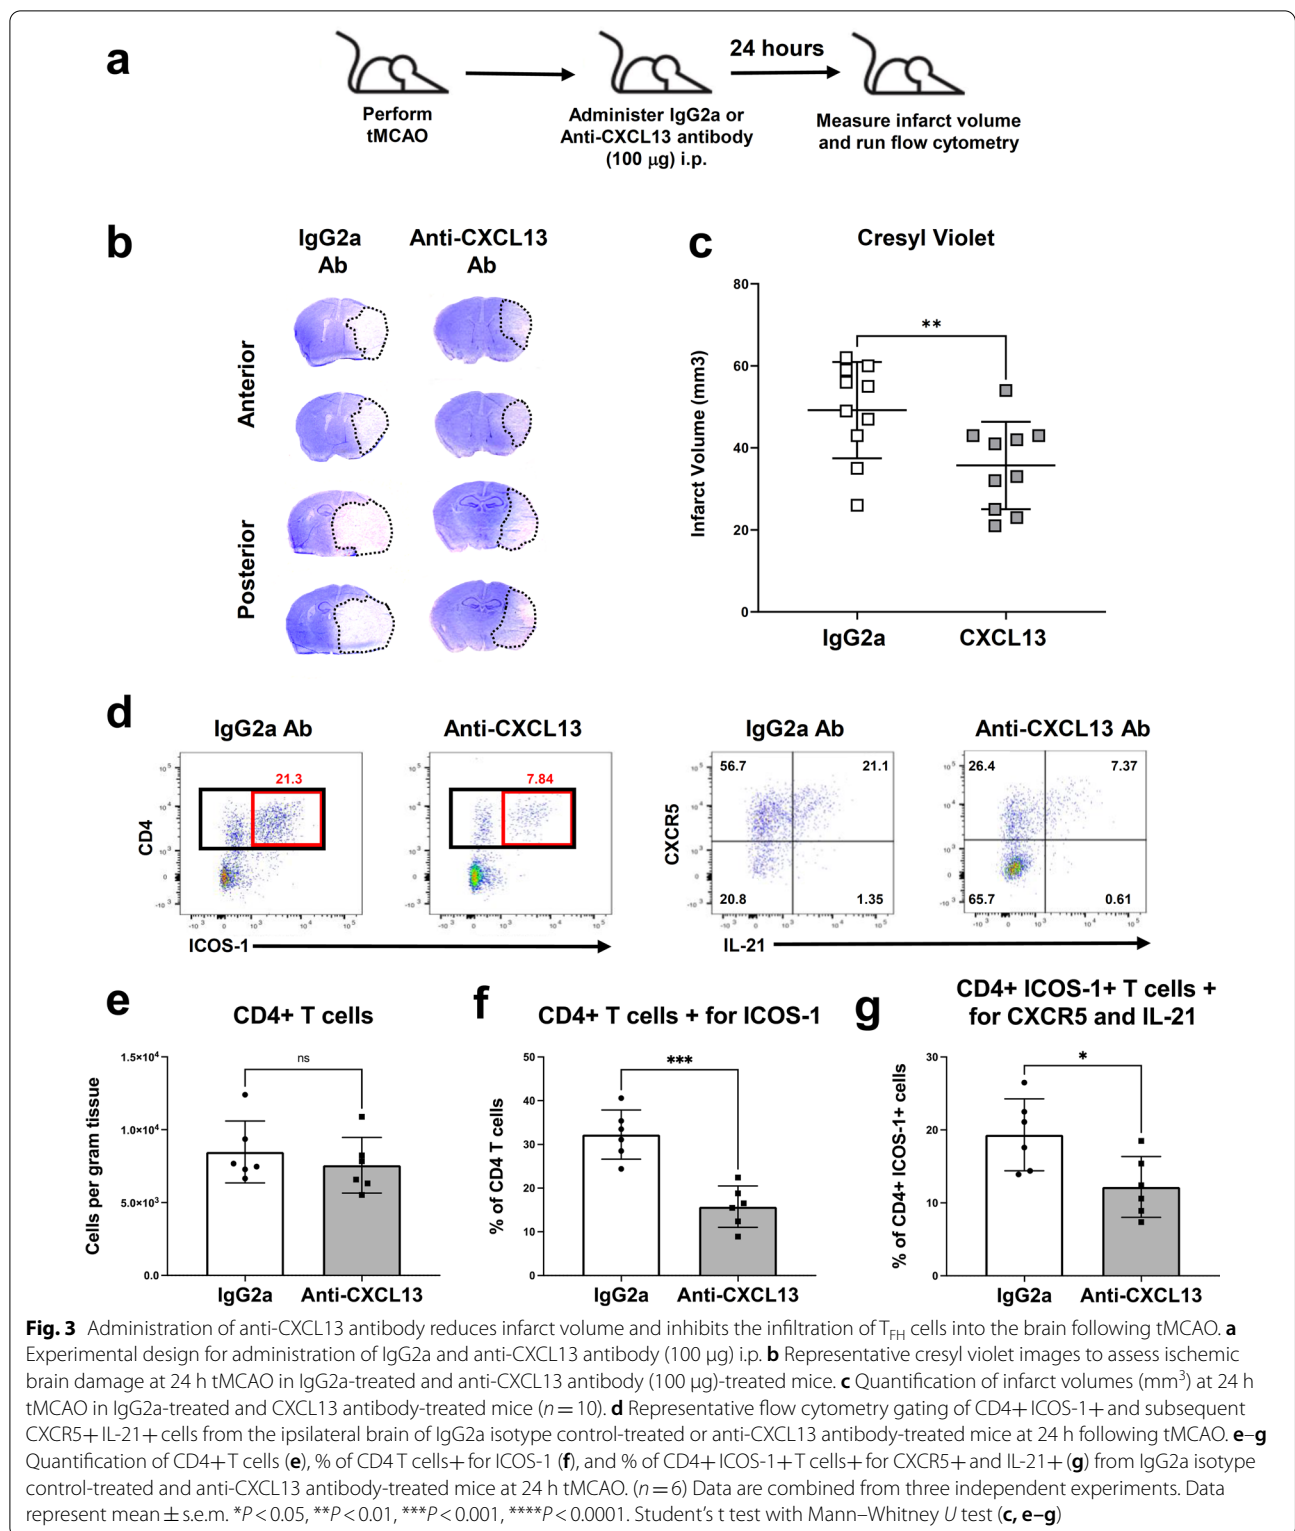 a
24 hours
Perform
tMCAO
Administer IgG2a or
Anti-CXCL13 antibody
(100 μg) i.p.
Measure infarct volume
and run flow cytometry
b
IgG2a
Ab
Anti-CXCL13
Ab
Anterior
Posterior
c
Cresyl Violet
Infarct Volume (mm3)
80
60
40
20
0
**
IgG2a
CXCL13
d
IgG2a Ab
Anti-CXCL13
IgG2a Ab
Anti-CXCL13 Ab
CD4
21.3
7.84
CXCR5
56.7
21.1
20.8
1.35
26.4
7.37
65.7
0.61
ICOS-1
IL-21
e
CD4+ T cells
Cells per gram tissue
1.5×10⁴
1.0×10⁴
5.0×10³
0.0
ns
IgG2a
Anti-CXCL13
f
CD4+ T cells + for ICOS-1
% of CD4 T cells
50
40
30
20
10
0
***
IgG2a
Anti-CXCL13
g
CD4+ ICOS-1+ T cells +
for CXCR5 and IL-21
% of CD4+ ICOS-1+ cells
30
20
10
0
*
IgG2a
Anti-CXCL13
Fig. 3 Administration of anti-CXCL13 antibody reduces infarct volume and inhibits the infiltration of TFH cells into the brain following tMCAO. a
Experimental design for administration of IgG2a and anti-CXCL13 antibody (100 μg) i.p. b Representative cresyl violet images to assess ischemic
brain damage at 24 h tMCAO in IgG2a-treated and anti-CXCL13 antibody (100 μg)-treated mice. c Quantification of infarct volumes (mm³) at 24 h
tMCAO in IgG2a-treated and CXCL13 antibody-treated mice (n = 10). d Representative flow cytometry gating of CD4+ ICOS-1+ and subsequent
CXCR5+ IL-21+ cells from the ipsilateral brain of IgG2a isotype control-treated or anti-CXCL13 antibody-treated mice at 24 h following tMCAO. e–g
Quantification of CD4+ T cells (e), % of CD4 T cells+ for ICOS-1 (f), and % of CD4+ ICOS-1+ T cells+ for CXCR5+ and IL-21+ (g) from IgG2a isotype
control-treated and anti-CXCL13 antibody-treated mice at 24 h tMCAO. (n = 6) Data are combined from three independent experiments. Data
represent mean ± s.e.m. *P < 0.05, **P < 0.01, ***P < 0.001, ****P < 0.0001. Student's t test with Mann–Whitney U test (c, e–g)